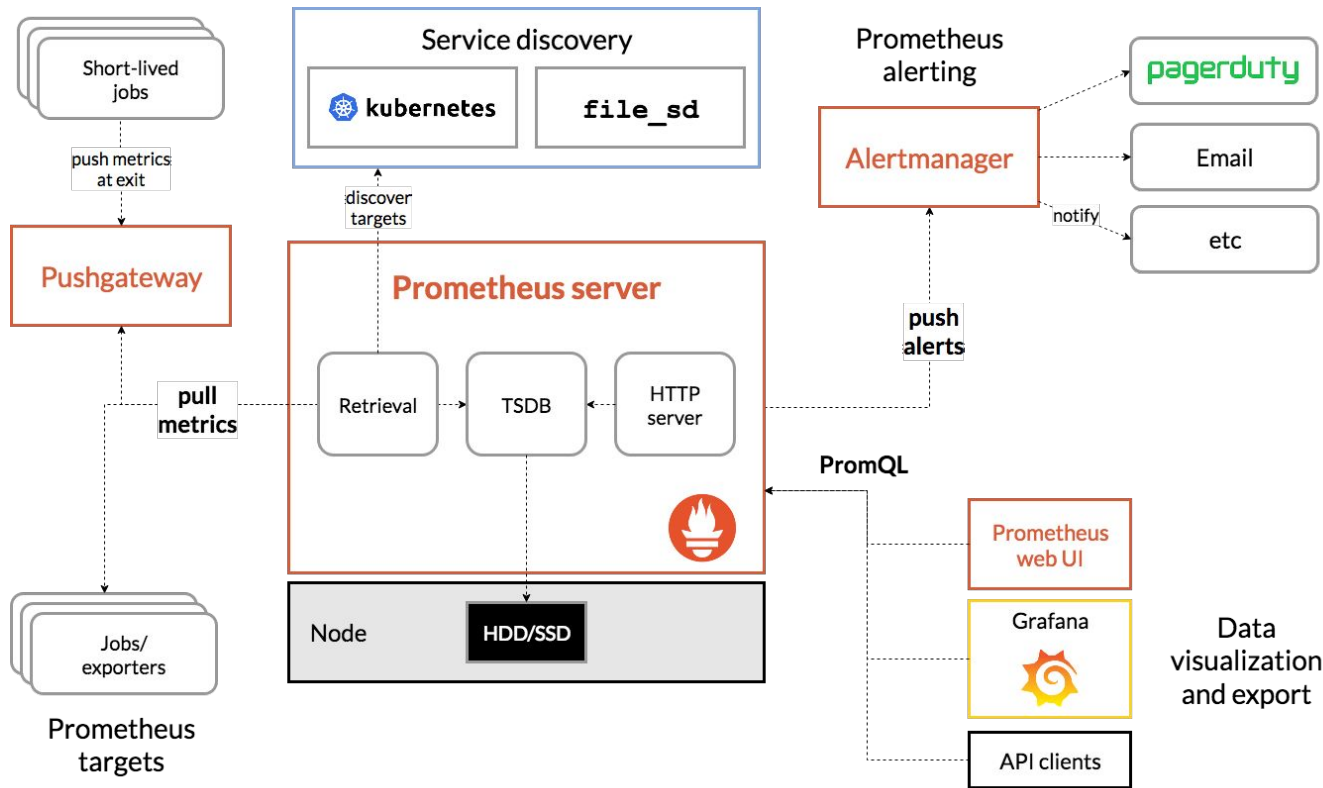 Short-lived
jobs
push metrics
at exit
Pushgateway
Service discovery
kubernetes
file_sd
discover
targets
Prometheus
alerting
Alertmanager
pagerduty
Email
notify
etc
Prometheus server
Retrieval
TSDB
HTTP
server
pull
metrics
push
alerts
PromQL
Node
HDD/SSD
Jobs/
exporters
Prometheus
targets
Prometheus
web UI
Grafana
API clients
Data
visualization
and export